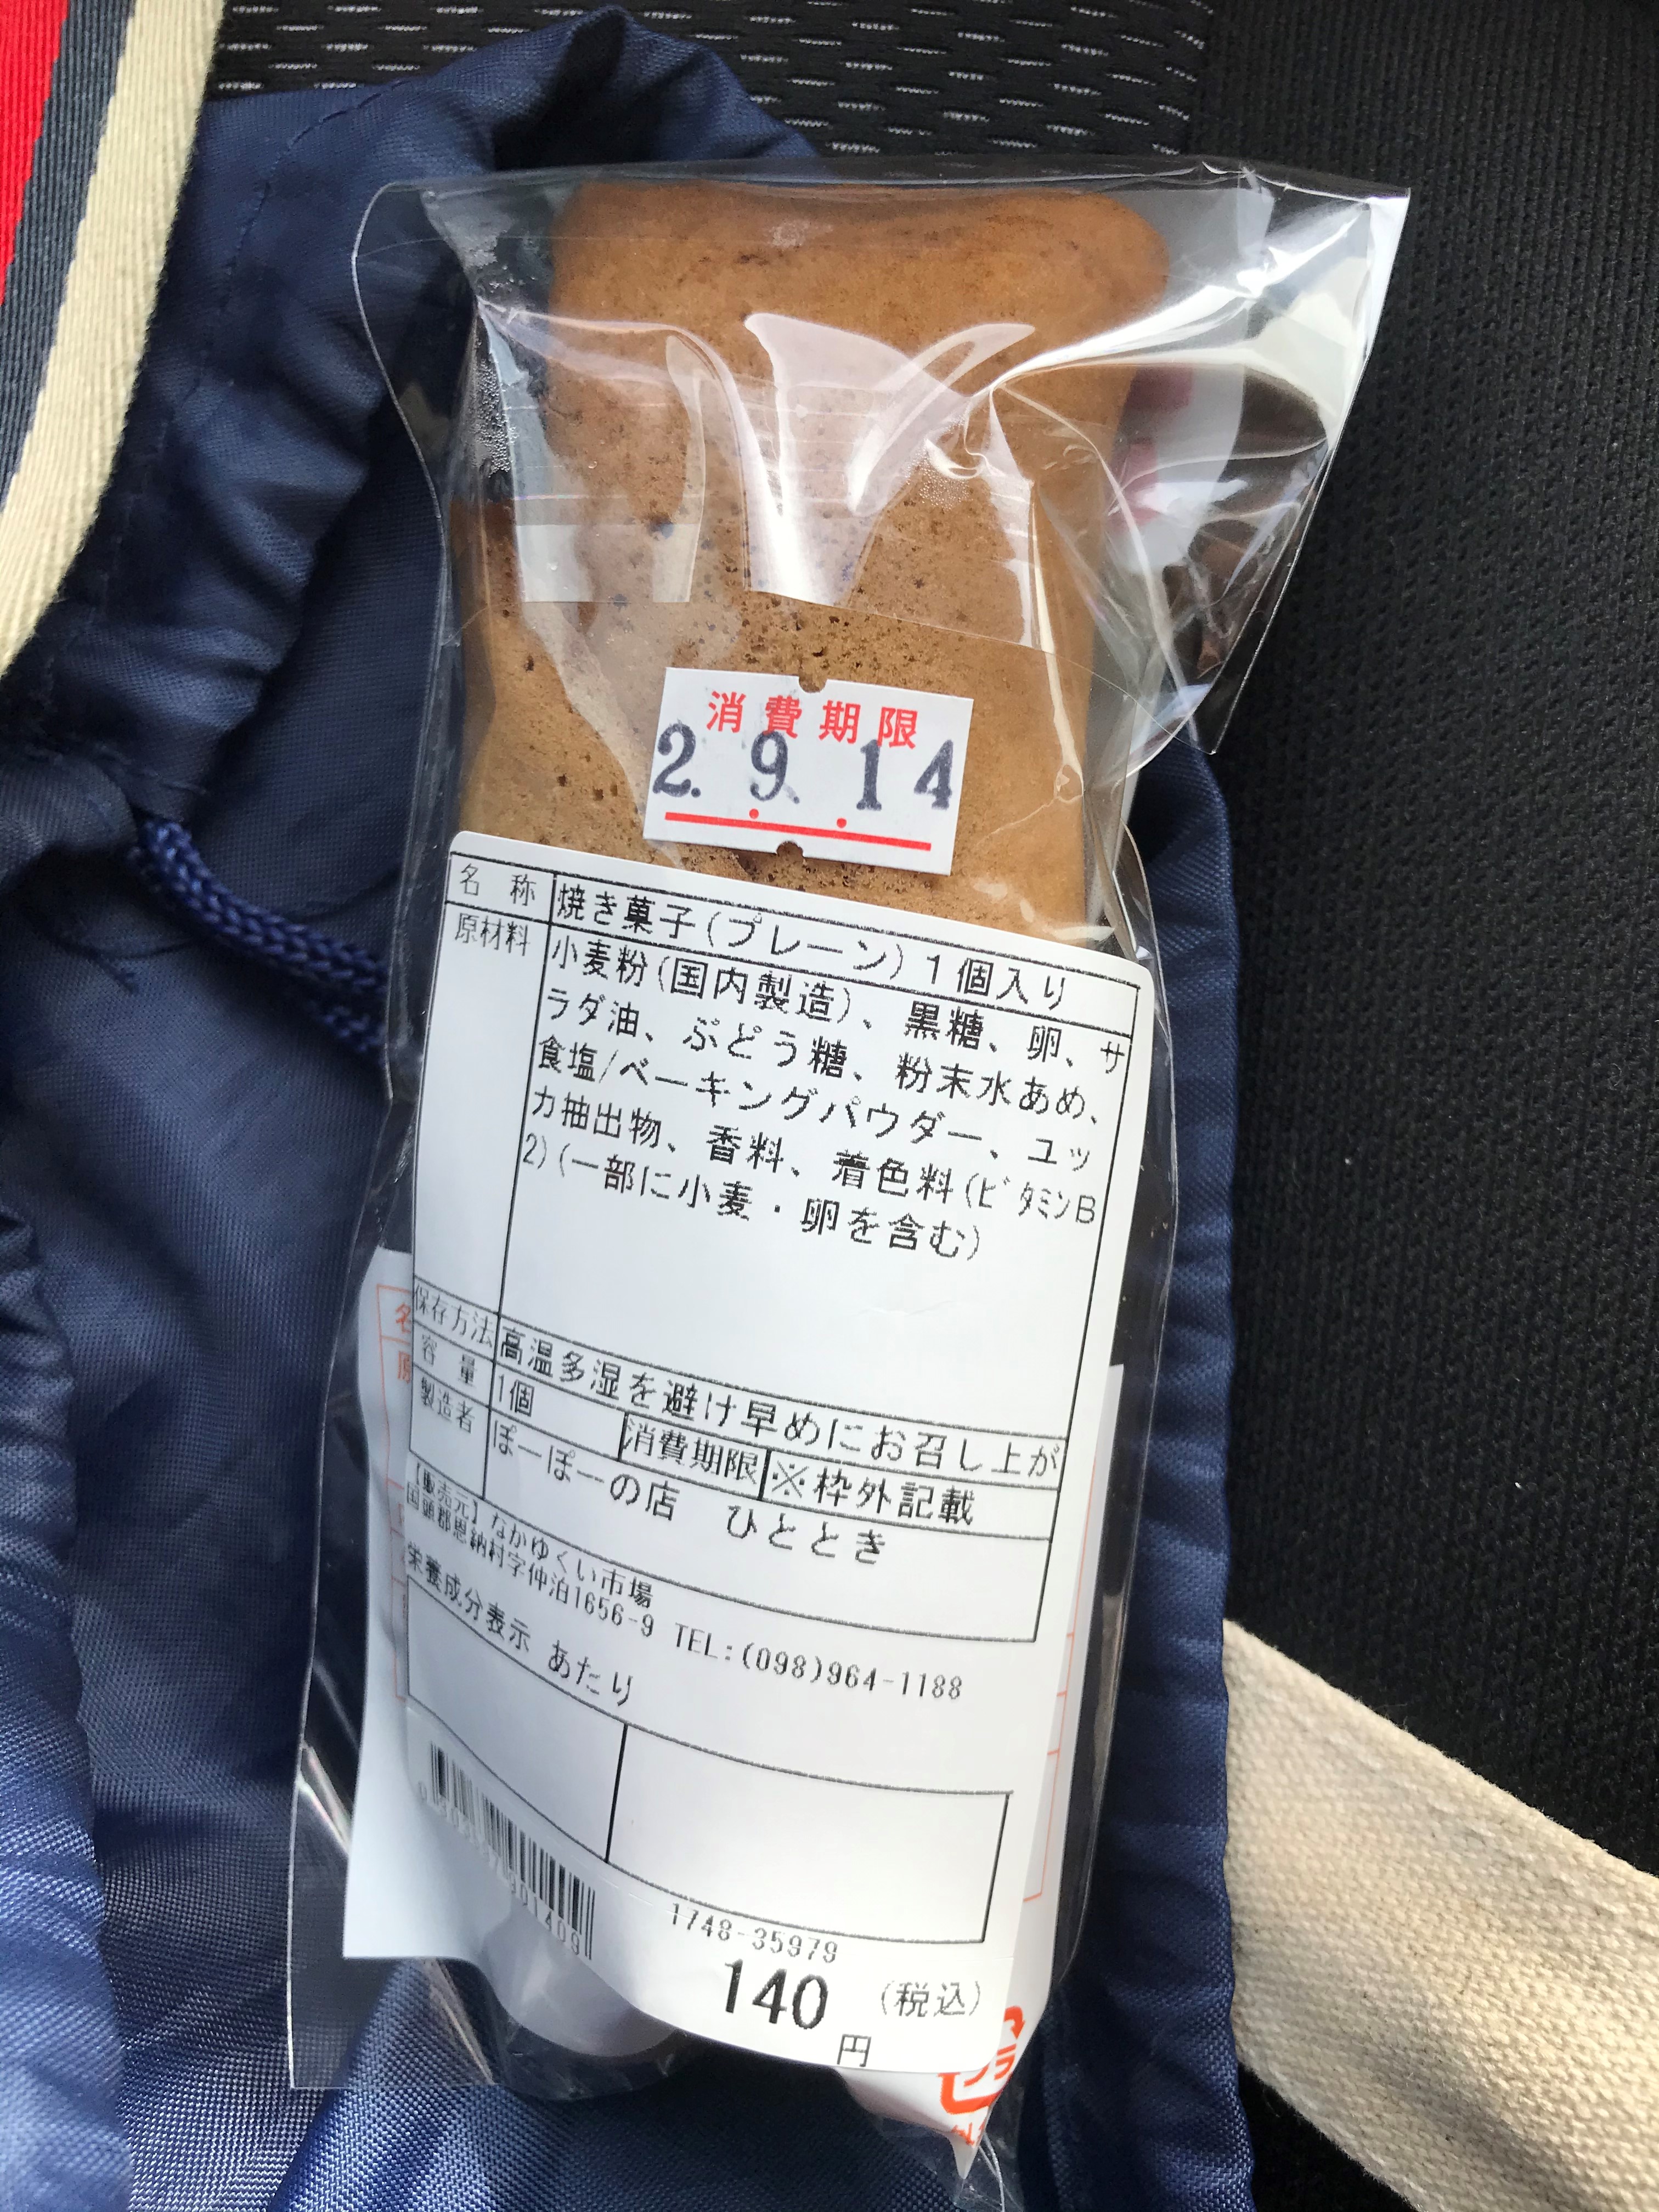 消費期限
2. 9. 14
名 称 焼き菓子(プレーン)1個入り
原材料 小麦粉(国内製造)、黒糖、卵、サ
ラダ油、ぶどう糖、粉末水あめ、
食塩/ベーキングパウダー、ユッ
カ抽出物、香料、着色料(ビタミンB
2)(一部に小麦・卵を含む)
保存方法 高温多湿を避け早めにお召し上が
容 量 1個 消費期限 ※枠外記載
製造者 ぽーぽーの店 ひととき
【販売元】なかゆくい市場
国頭郡恩納村字仲泊1656-9 TEL:(098)964-1188
栄養成分表示 あたり
1748-35979
140 円 (税込)
プラ